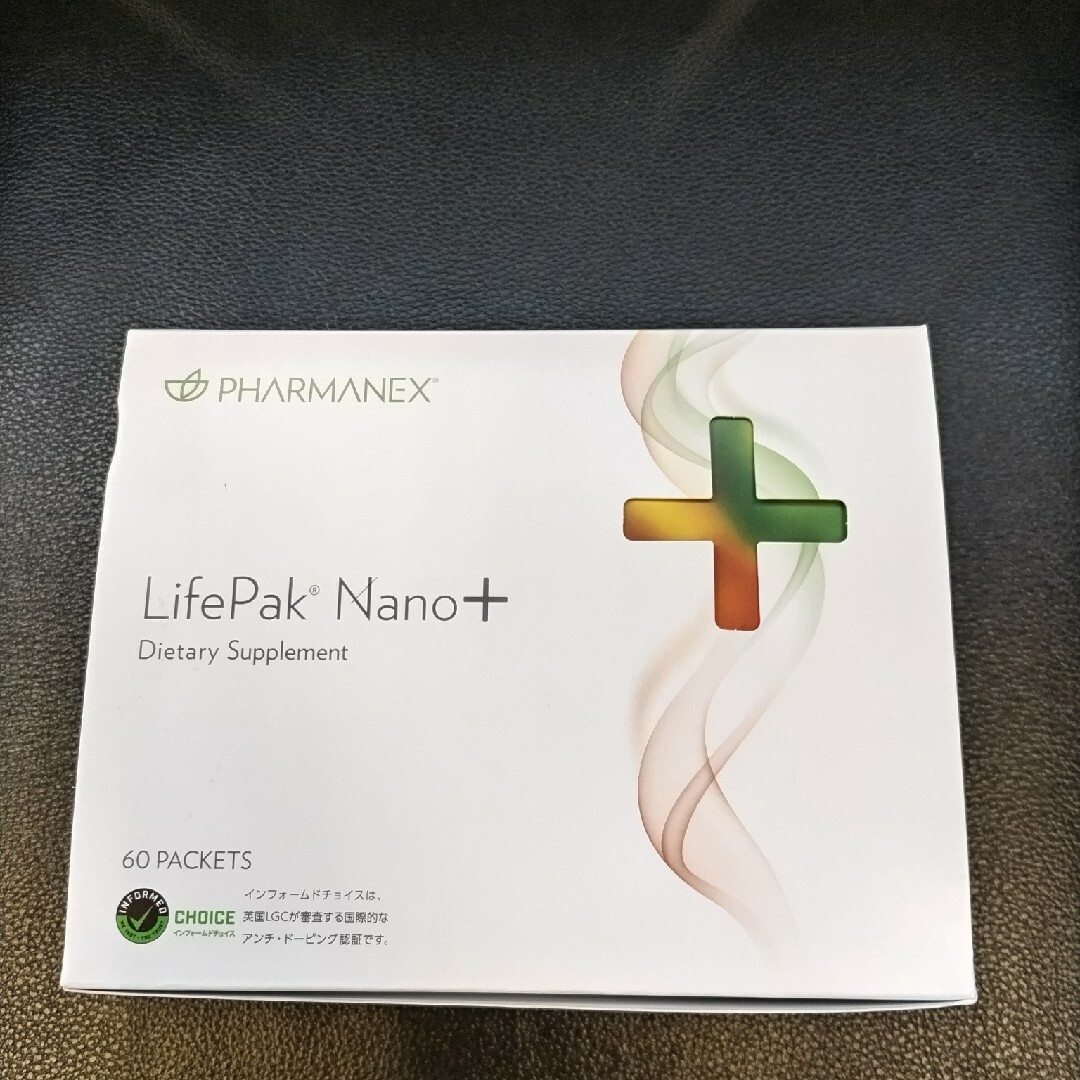 PHARMANEX®
LifePak® Nano+
Dietary Supplement
60 PACKETS
INFORMED
CHOICE
インフォームドチョイス
インフォームドチョイスは、
英国LGCが審査する国際的な
アンチ・ドーピング認証です。